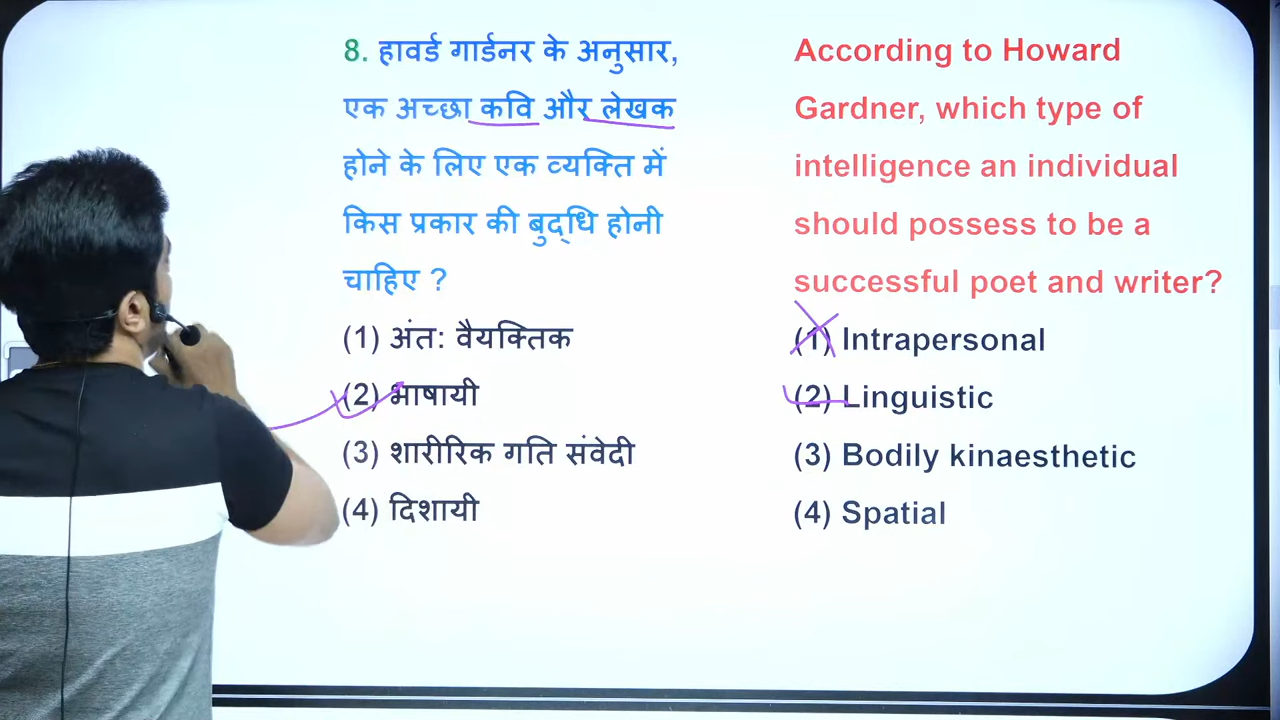 8. हावर्ड गार्डनर के अनुसार,
एक अच्छा कवि और लेखक
होने के लिए एक व्यक्ति में
किस प्रकार की बुद्धि होनी
चाहिए ?
(1) अंत: वैयक्तिक
(2) भाषायी
(3) शारीरिक गति संवेदी
(4) दिशायी
According to Howard
Gardner, which type of
intelligence an individual
should possess to be a
successful poet and writer?
(1) Intrapersonal
(2) Linguistic
(3) Bodily kinaesthetic
(4) Spatial